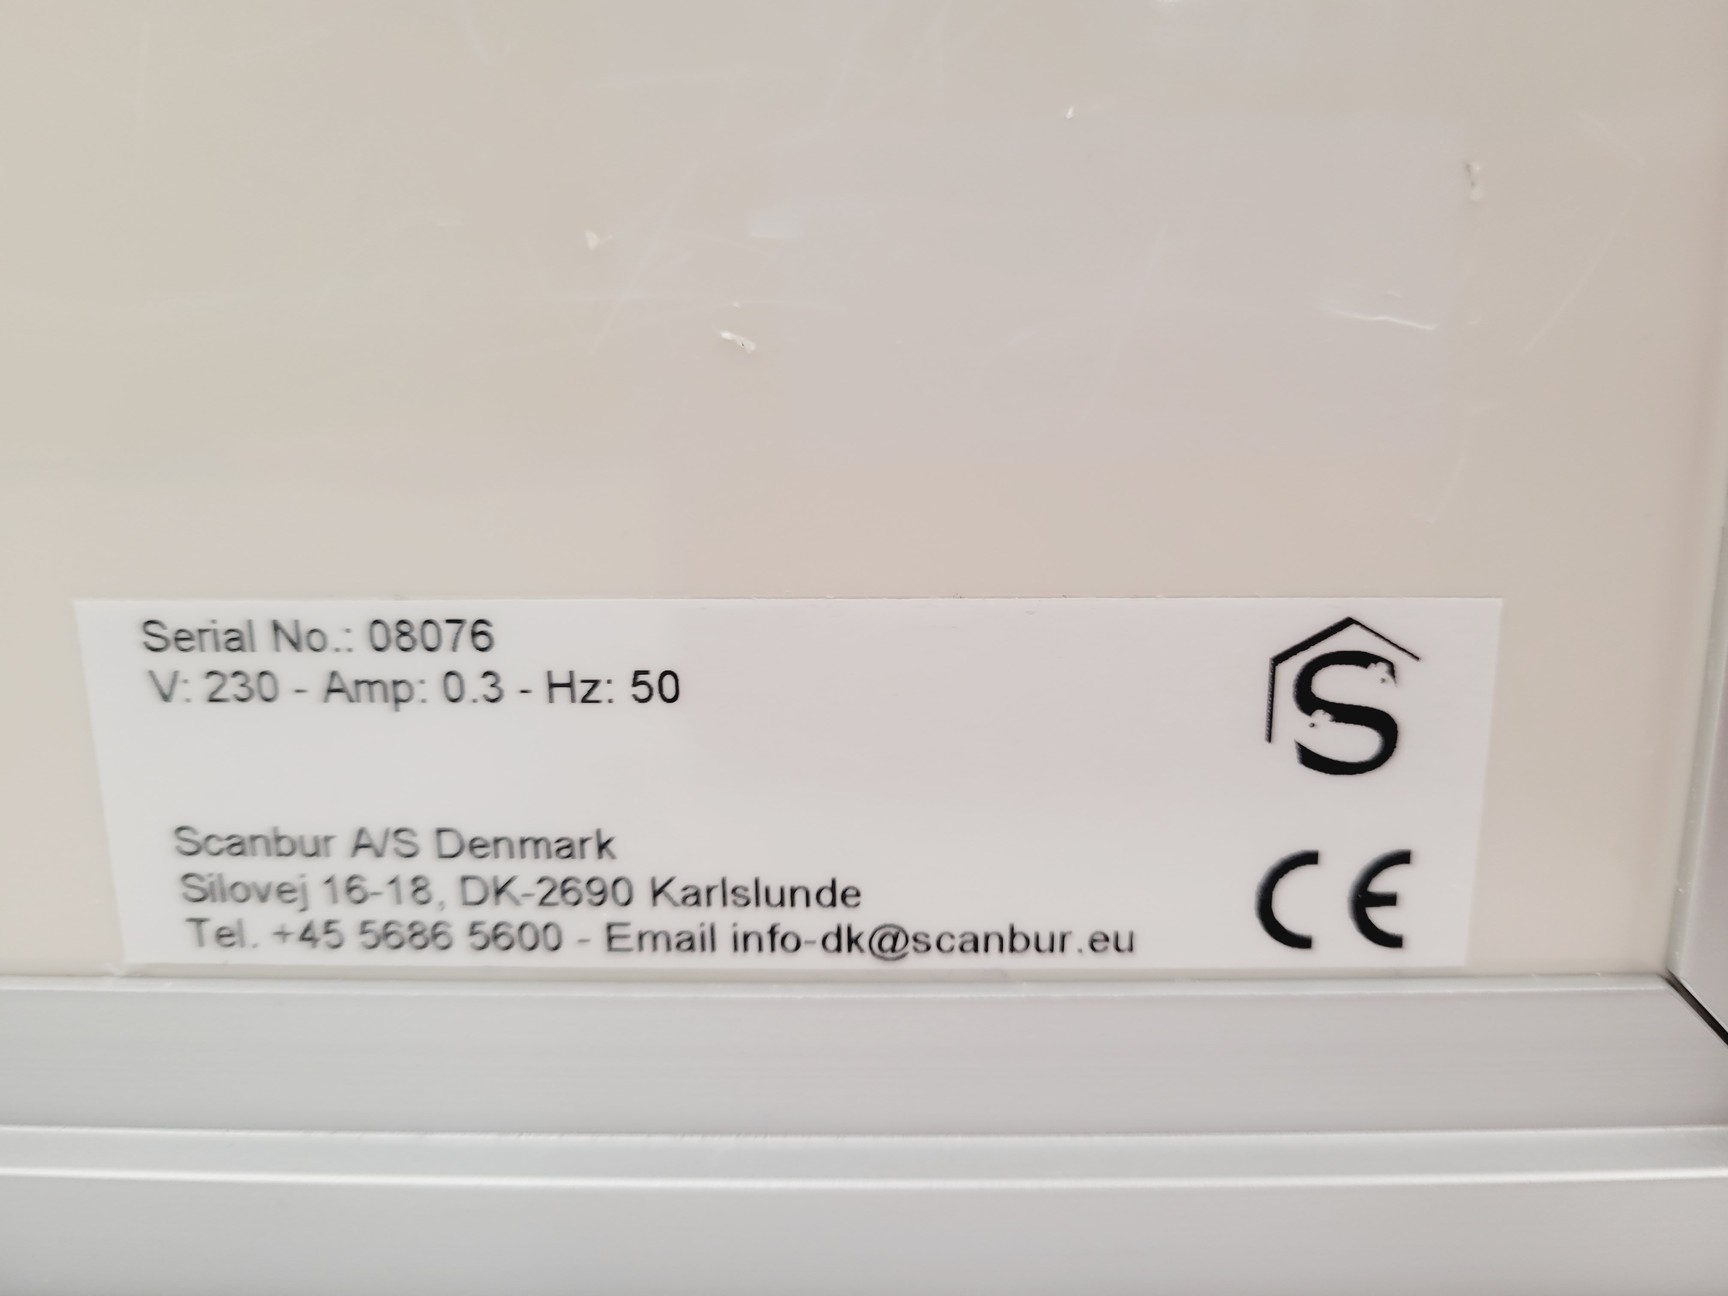 Serial No.: 08076
V: 230 - Amp: 0.3 - Hz: 50
S
Scanbur A/S Denmark
Silovej 16-18, DK-2690 Karlslunde
Tel. +45 5686 5600 - Email info-dk@scanbur.eu
CE